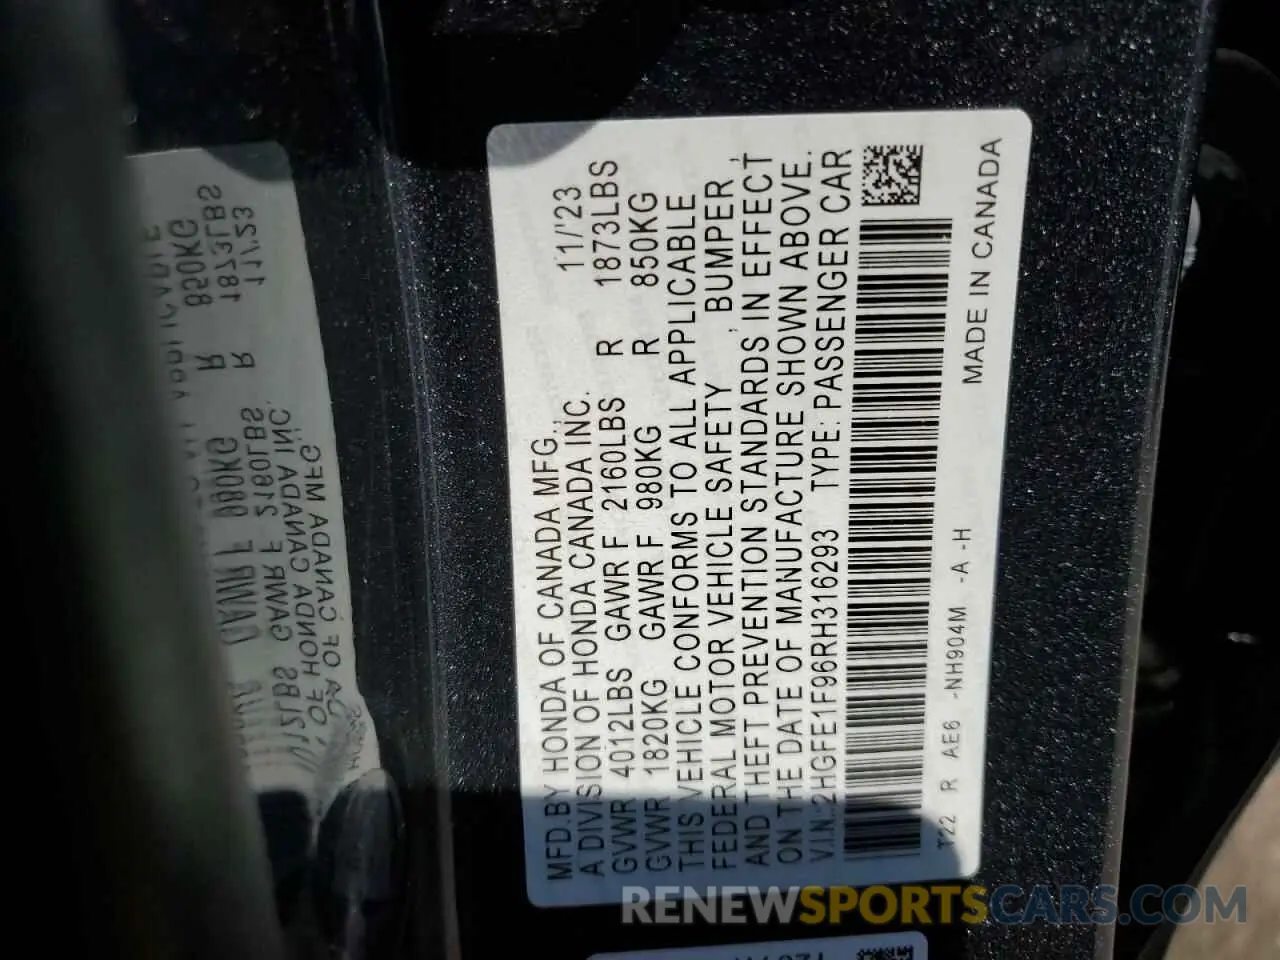 MFD.BY HONDA OF CANADA MFG.,
A DIVISION OF HONDA CANADA INC. 11/'23
GVWR 4012LBS GAWR F 2160LBS R 1873LBS
GVWR 1820KG GAWR F 980KG R 850KG
THIS VEHICLE CONFORMS TO ALL APPLICABLE
FEDERAL MOTOR VEHICLE SAFETY , BUMPER,
AND THEFT PREVENTION STANDARDS IN EFFECT
ON THE DATE OF MANUFACTURE SHOWN ABOVE.
V.I.N.:2HGFE1F96RH316293 TYPE: PASSENGER CAR
T22 R AE6 -NH904M -A -H MADE IN CANADA
RENEWSPORTSCARS.COM